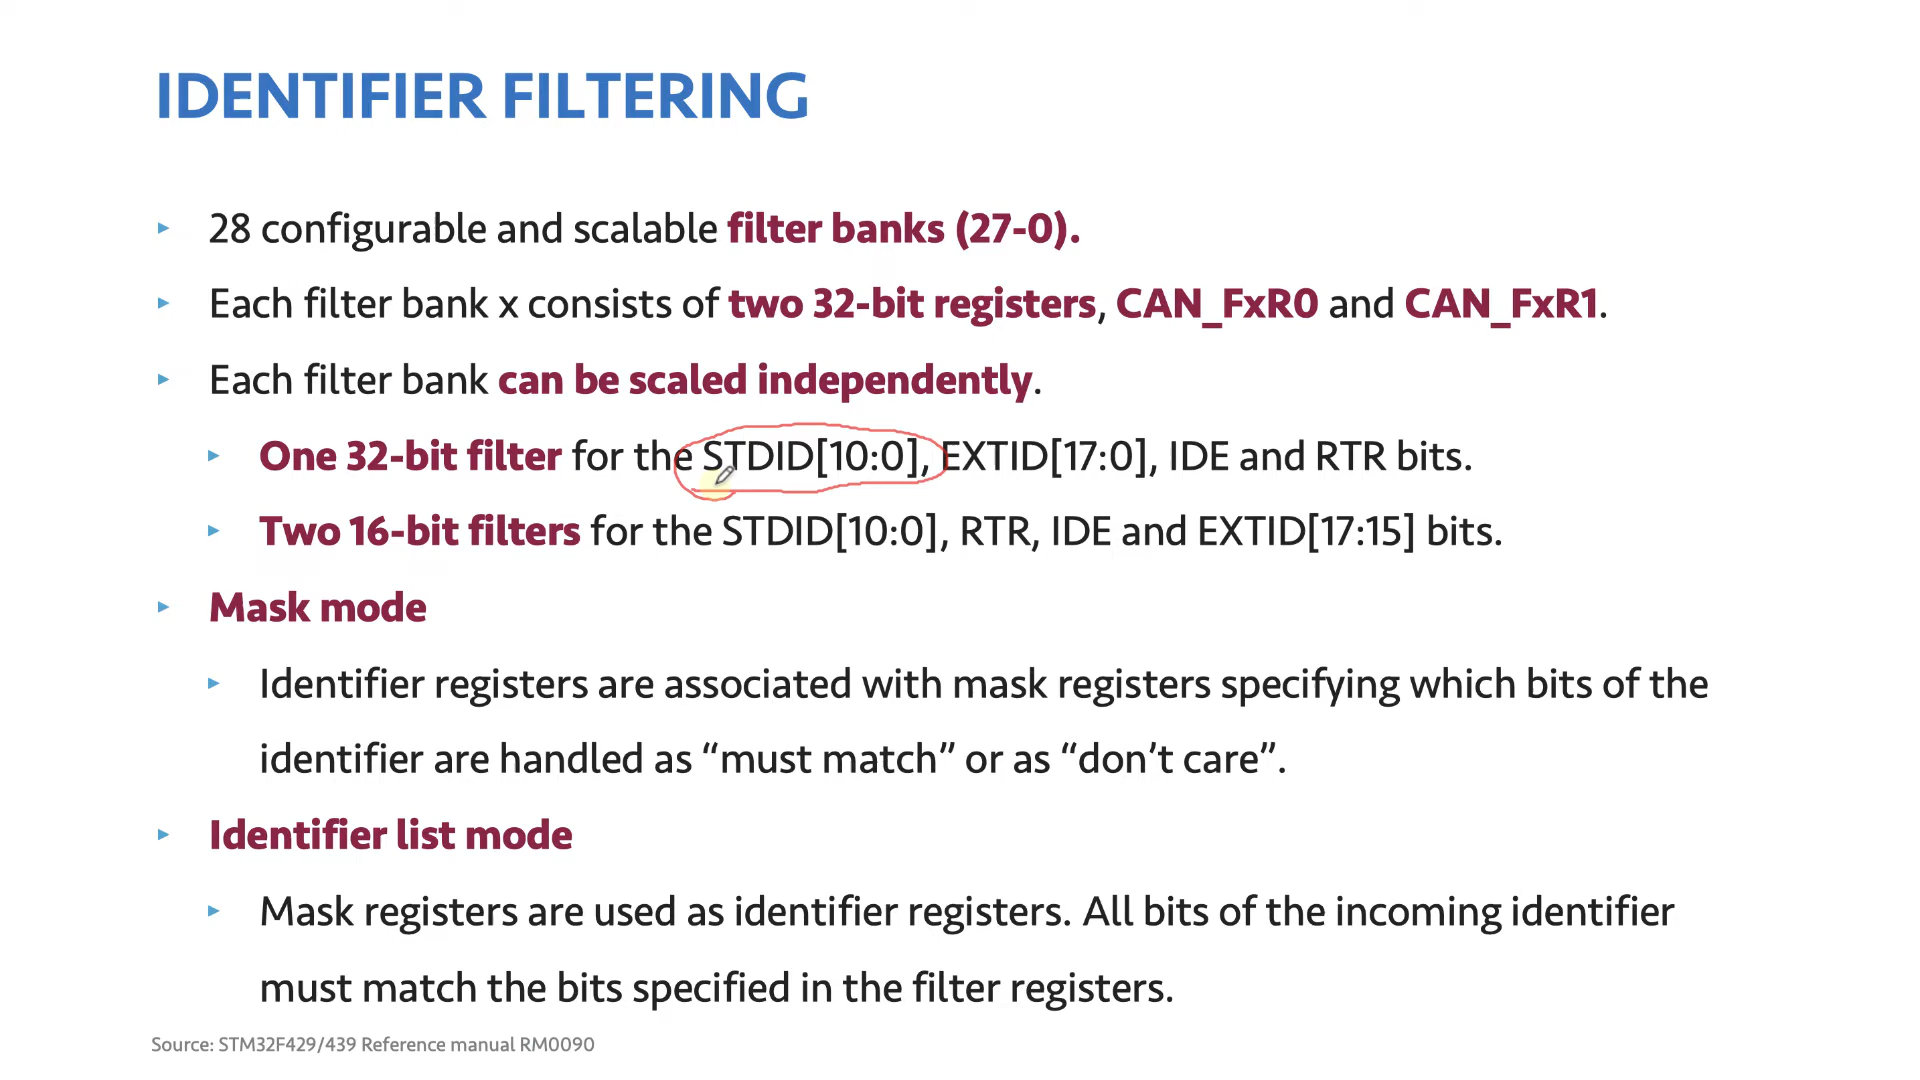 IDENTIFIER FILTERING
28 configurable and scalable filter banks (27-0).
Each filter bank x consists of two 32-bit registers, CAN_FxR0 and CAN_FxR1.
Each filter bank can be scaled independently.
One 32-bit filter for the STDID[10:0], EXTID[17:0], IDE and RTR bits.
Two 16-bit filters for the STDID[10:0], RTR, IDE and EXTID[17:15] bits.
Mask mode
Identifier registers are associated with mask registers specifying which bits of the
identifier are handled as “must match” or as “don’t care”.
Identifier list mode
Mask registers are used as identifier registers. All bits of the incoming identifier
must match the bits specified in the filter registers.
Source: STM32F429/439 Reference manual RM0090